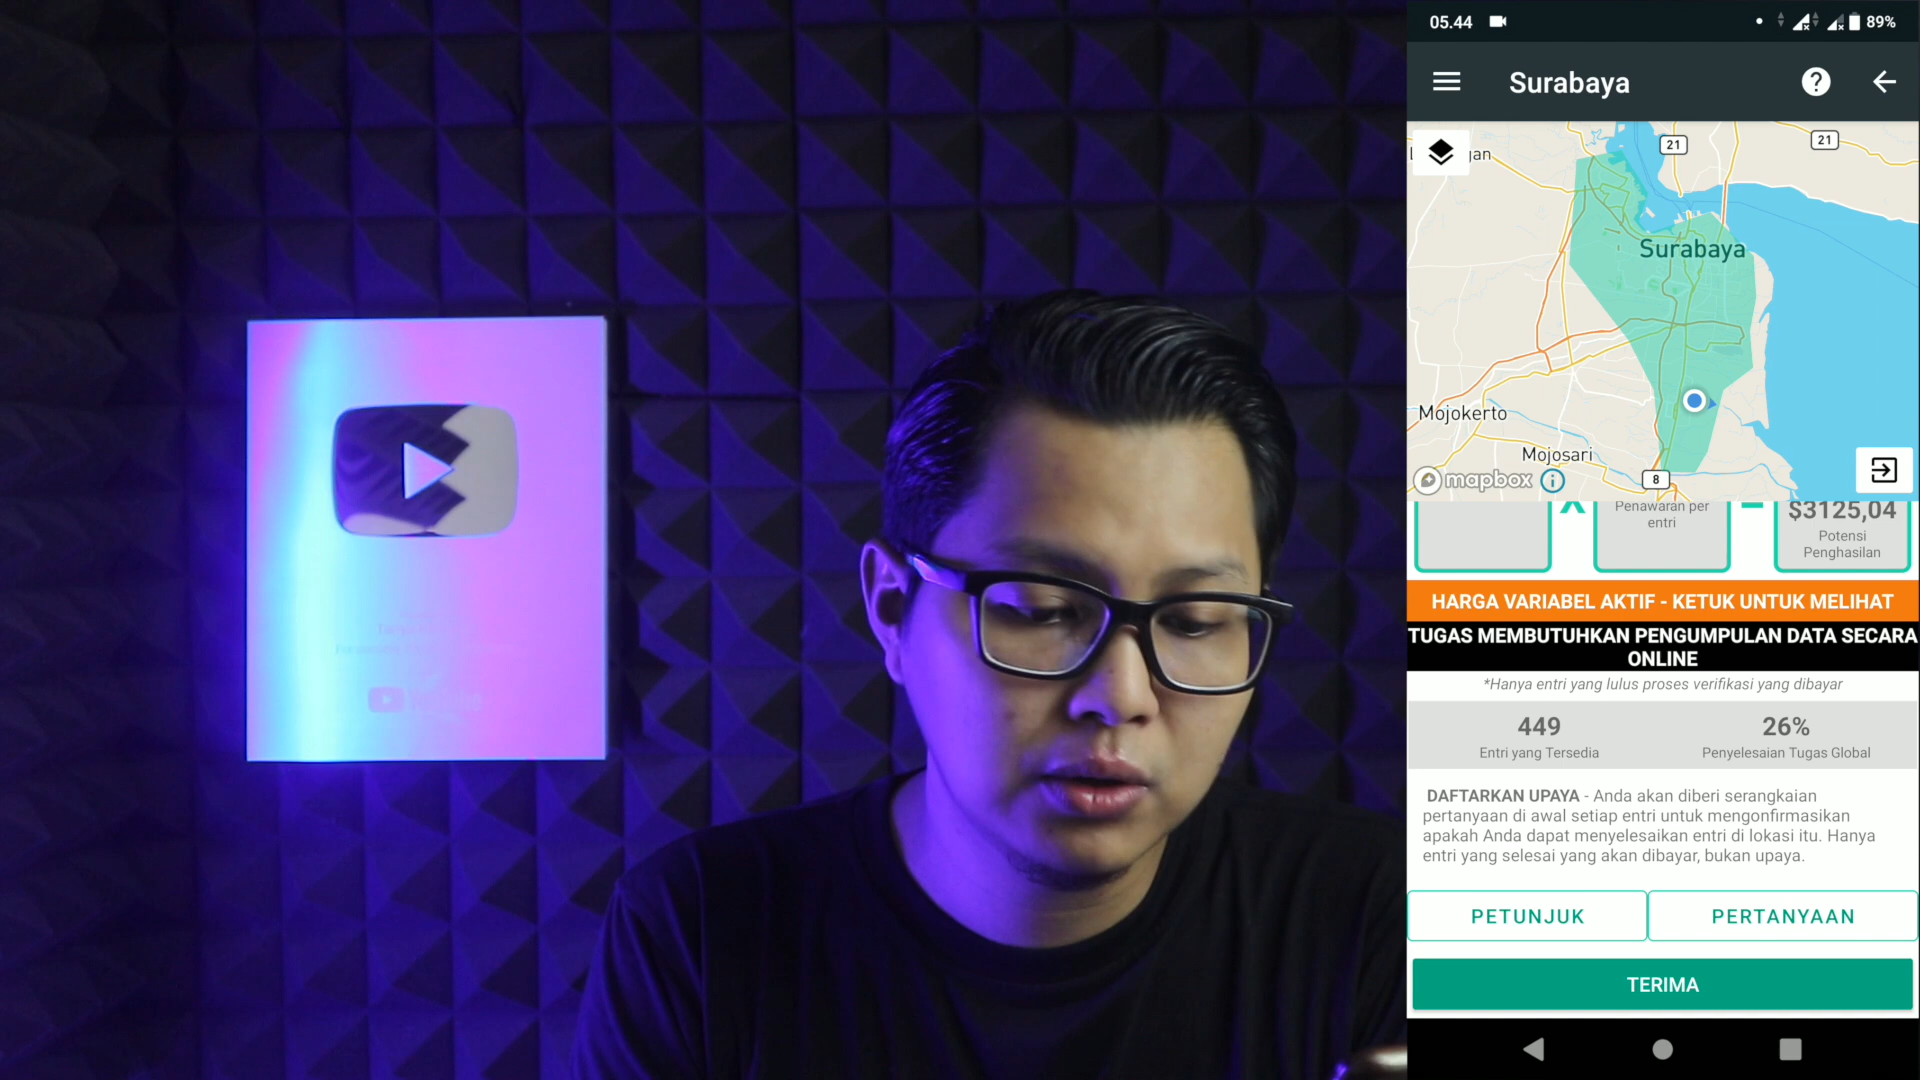 05.44
89%
Surabaya
21
21
Surabaya
Mojokerto
Mojosari
8
mapbox
Penawaran per
entri
$3125,04
Potensi
Penghasilan
HARGA VARIABEL AKTIF - KETUK UNTUK MELIHAT
TUGAS MEMBUTUHKAN PENGUMPULAN DATA SECARA
ONLINE
*Hanya entri yang lulus proses verifikasi yang dibayar
449
Entri yang Tersedia
26%
Penyelesaian Tugas Global
DAFTARKAN UPAYA - Anda akan diberi serangkaian
pertanyaan di awal setiap entri untuk mengonfirmasikan
apakah Anda dapat menyelesaikan entri di lokasi itu. Hanya
entri yang selesai yang akan dibayar, bukan upaya.
PETUNJUK
PERTANYAAN
TERIMA